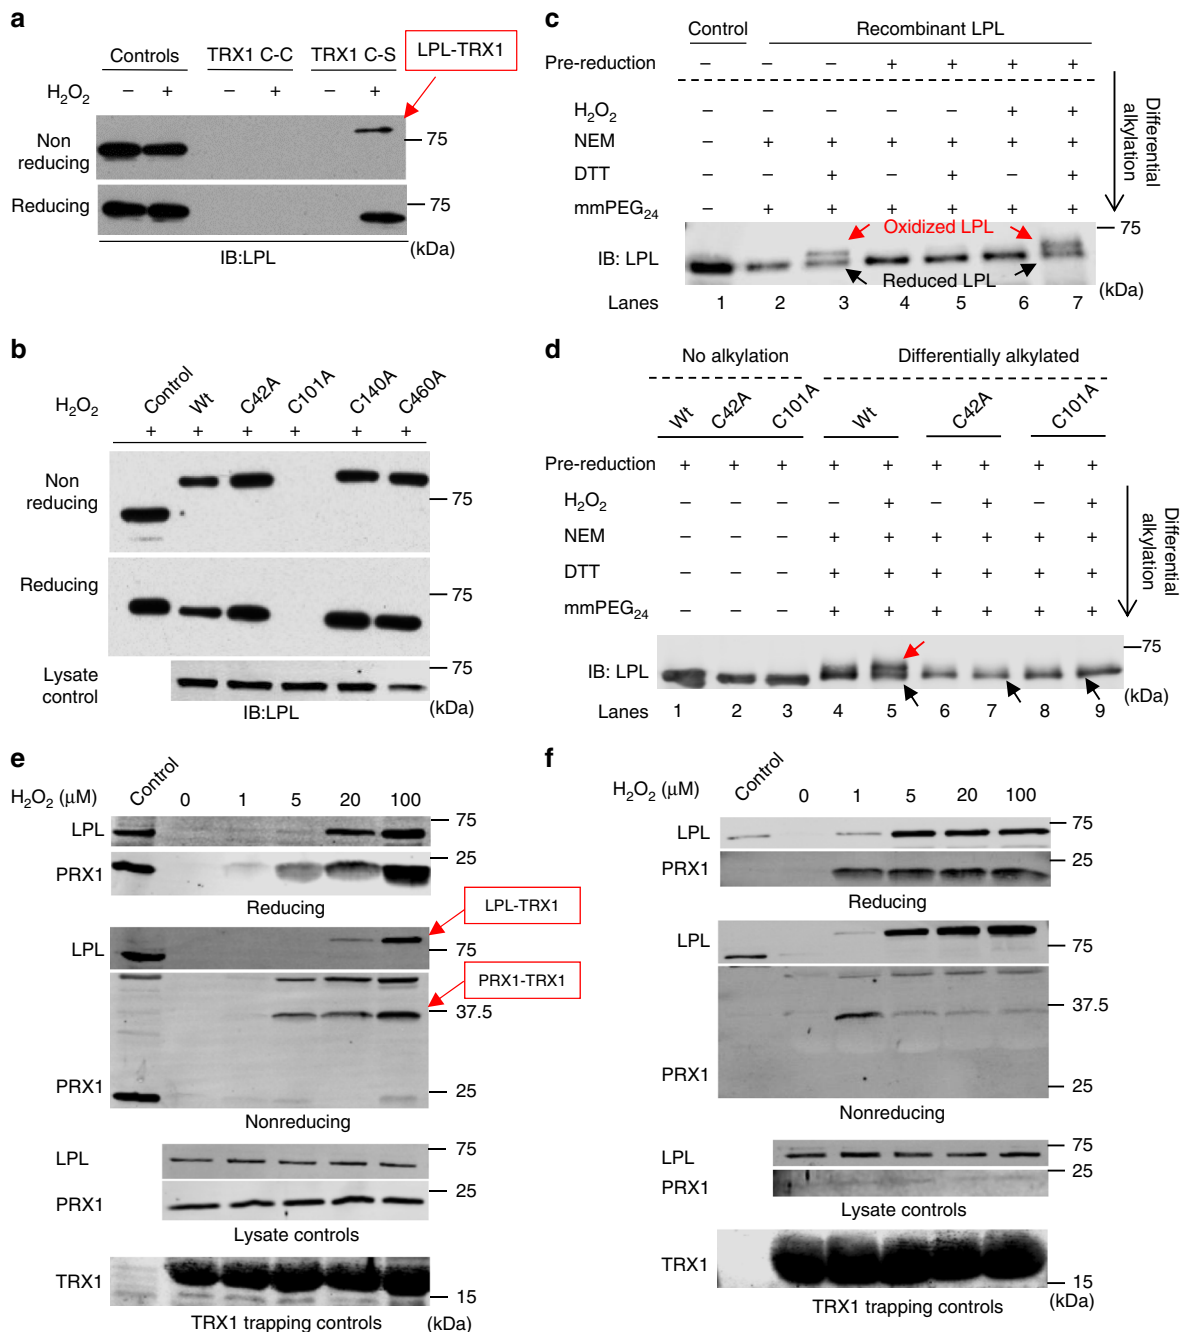 a
Controls TRX1 C-C TRX1 C-S
LPL-TRX1
H2O2 – + – + – +
Non reducing
75
Reducing
75
(kDa)
IB:LPL
b
H2O2
Control Wt C42A C101A C140A C460A
+ + + + + +
Non reducing
75
Reducing
75
Lysate control
75
(kDa)
IB:LPL
c
Control Recombinant LPL
Pre-reduction – – – + + + +
H2O2 – – – – – + +
NEM – + + + + + +
DTT – – + – + – +
mmPEG24 – + + + + + +
Differential alkylation
75
Oxidized LPL
IB: LPL
Reduced LPL
(kDa)
Lanes 1 2 3 4 5 6 7
d
No alkylation Differentially alkylated
Wt C42A C101A Wt C42A C101A
Pre-reduction + + + + + + + + +
H2O2 – – – – + – + – +
NEM – – – + + + + + +
DTT – – – + + + + + +
mmPEG24 – – – + + + + + +
Differential alkylation
75
IB: LPL
(kDa)
Lanes 1 2 3 4 5 6 7 8 9
e
H2O2 (μM) Control 0 1 5 20 100
LPL
75
PRX1
25
Reducing
LPL-TRX1
LPL
75
PRX1-TRX1
37.5
PRX1
25
Nonreducing
LPL
75
PRX1
25
Lysate controls
TRX1
15
TRX1 trapping controls
(kDa)
f
H2O2 (μM) Control 0 1 5 20 100
LPL
75
PRX1
25
Reducing
LPL
75
37.5
PRX1
25
Nonreducing
LPL
75
PRX1
25
Lysate controls
TRX1
15
TRX1 trapping controls
(kDa)